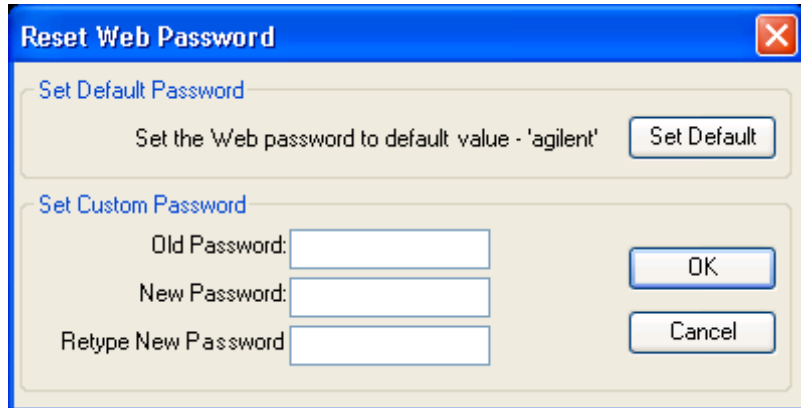 Reset Web Password
Set Default Password
Set the Web password to default value - 'agilent'
Set Default
Set Custom Password
Old Password:
OK
New Password:
Cancel
Retype New Password